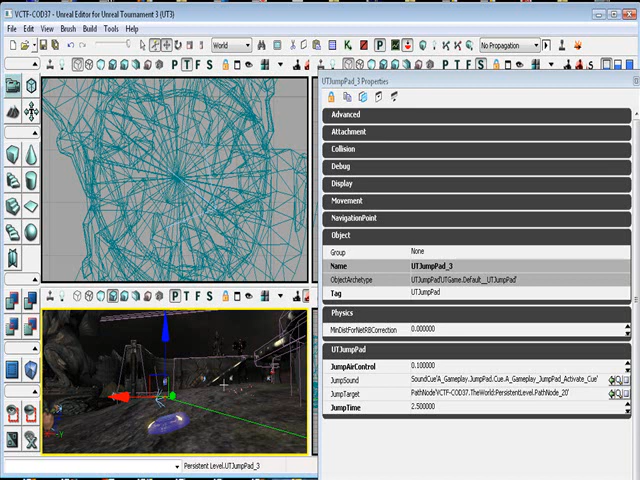 VCTF-COD37 - Unreal Editor for Unreal Tournament 3 (UT3)
File Edit View Brush Build Tools Help
World
P
No Propagation
P T F S
P T F S
UTJumpPad_3 Properties
Advanced
Attachment
Collision
Debug
Display
Movement
NavigationPoint
Object
Group None
Name UTJumpPad_3
ObjectArchetype UTJumpPad'UTGame.Default__UTJumpPad'
Tag UTJumpPad
Physics
MinDistForNetRBCorrection 0.000000
UTJumpPad
JumpAirControl 0.100000
JumpSound SoundCue'A_Gameplay.JumpPad.Cue.A_Gameplay_JumpPad_Activate_Cue'
JumpTarget PathNode'VCTF-COD37.TheWorld:PersistentLevel.PathNode_20'
JumpTime 2.500000
P T F S
Persistent Level.UTJumpPad_3